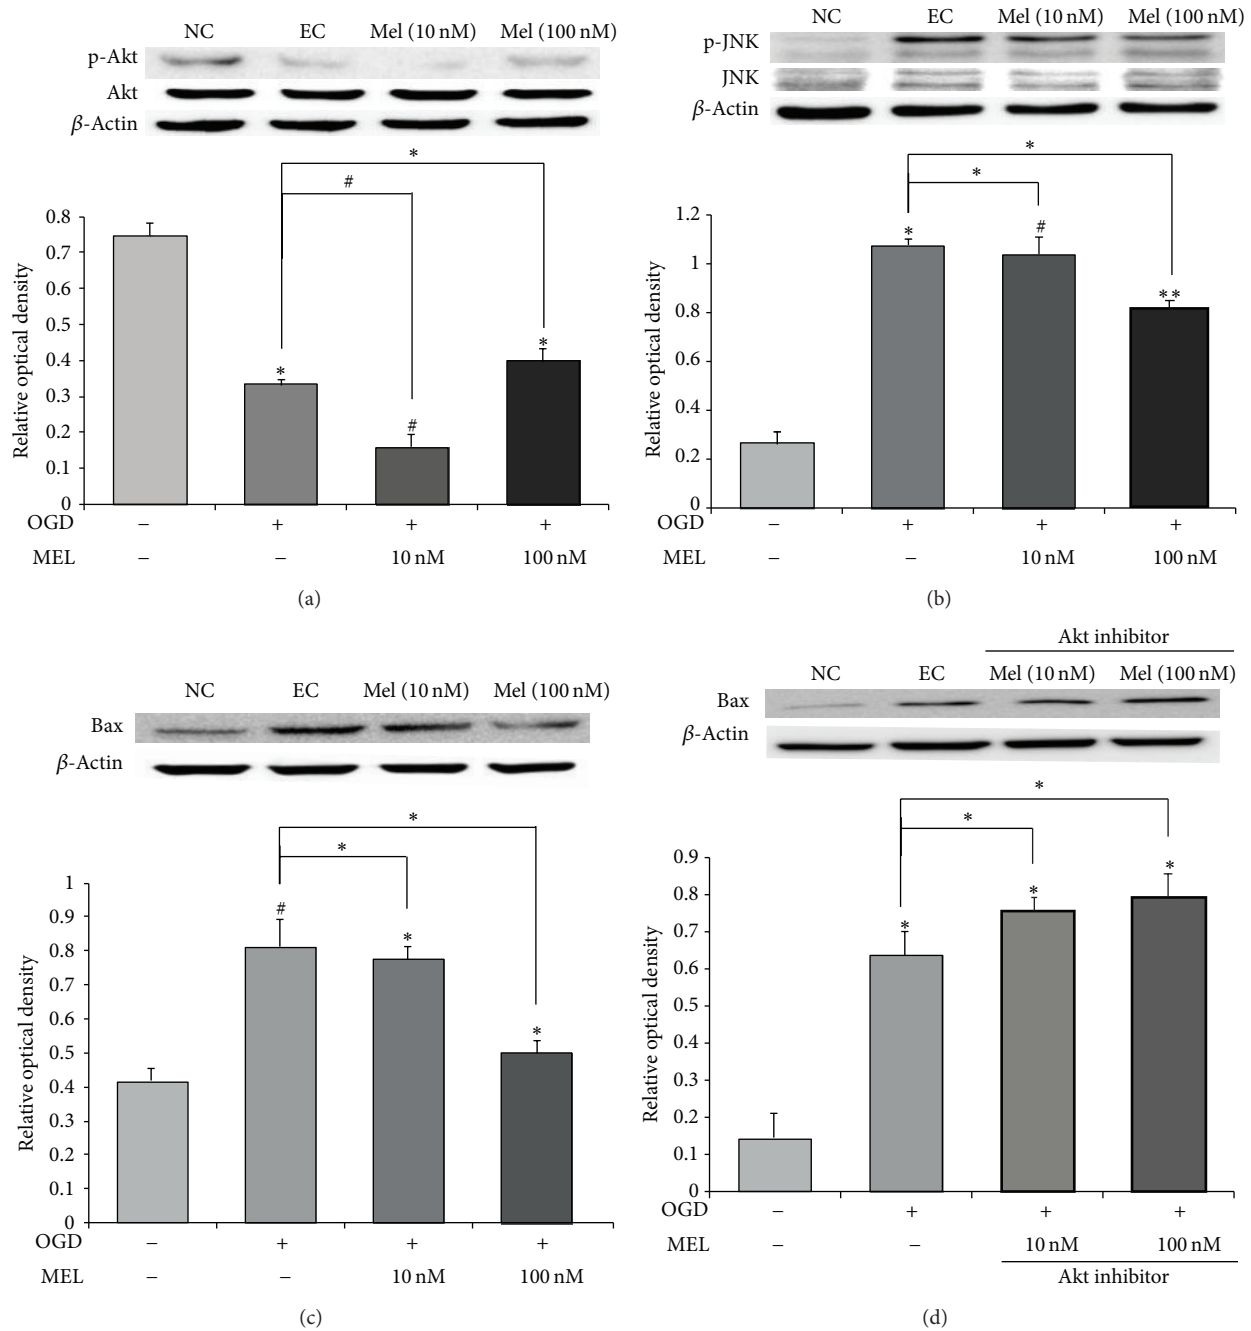 NC EC Mel (10 nM) Mel (100 nM)
p-Akt
Akt
β-Actin
*
#
0.8
0.7
0.6
0.5
0.4
0.3
0.2
0.1
0
Relative optical density
*
#
*
OGD − + + +
MEL − − 10 nM 100 nM
(a)
NC EC Mel (10 nM) Mel (100 nM)
p-JNK
JNK
β-Actin
*
*
1.2
1
0.8
0.6
0.4
0.2
0
Relative optical density
*
#
**
OGD − + + +
MEL − − 10 nM 100 nM
(b)
NC EC Mel (10 nM) Mel (100 nM)
Bax
β-Actin
*
*
1
0.9
0.8
0.7
0.6
0.5
0.4
0.3
0.2
0.1
0
Relative optical density
#
*
*
OGD − + + +
MEL − − 10 nM 100 nM
(c)
Akt inhibitor
NC EC Mel (10 nM) Mel (100 nM)
Bax
β-Actin
*
*
0.9
0.8
0.7
0.6
0.5
0.4
0.3
0.2
0.1
0
Relative optical density
*
*
*
OGD − + + +
MEL − − 10 nM 100 nM
Akt inhibitor
(d)